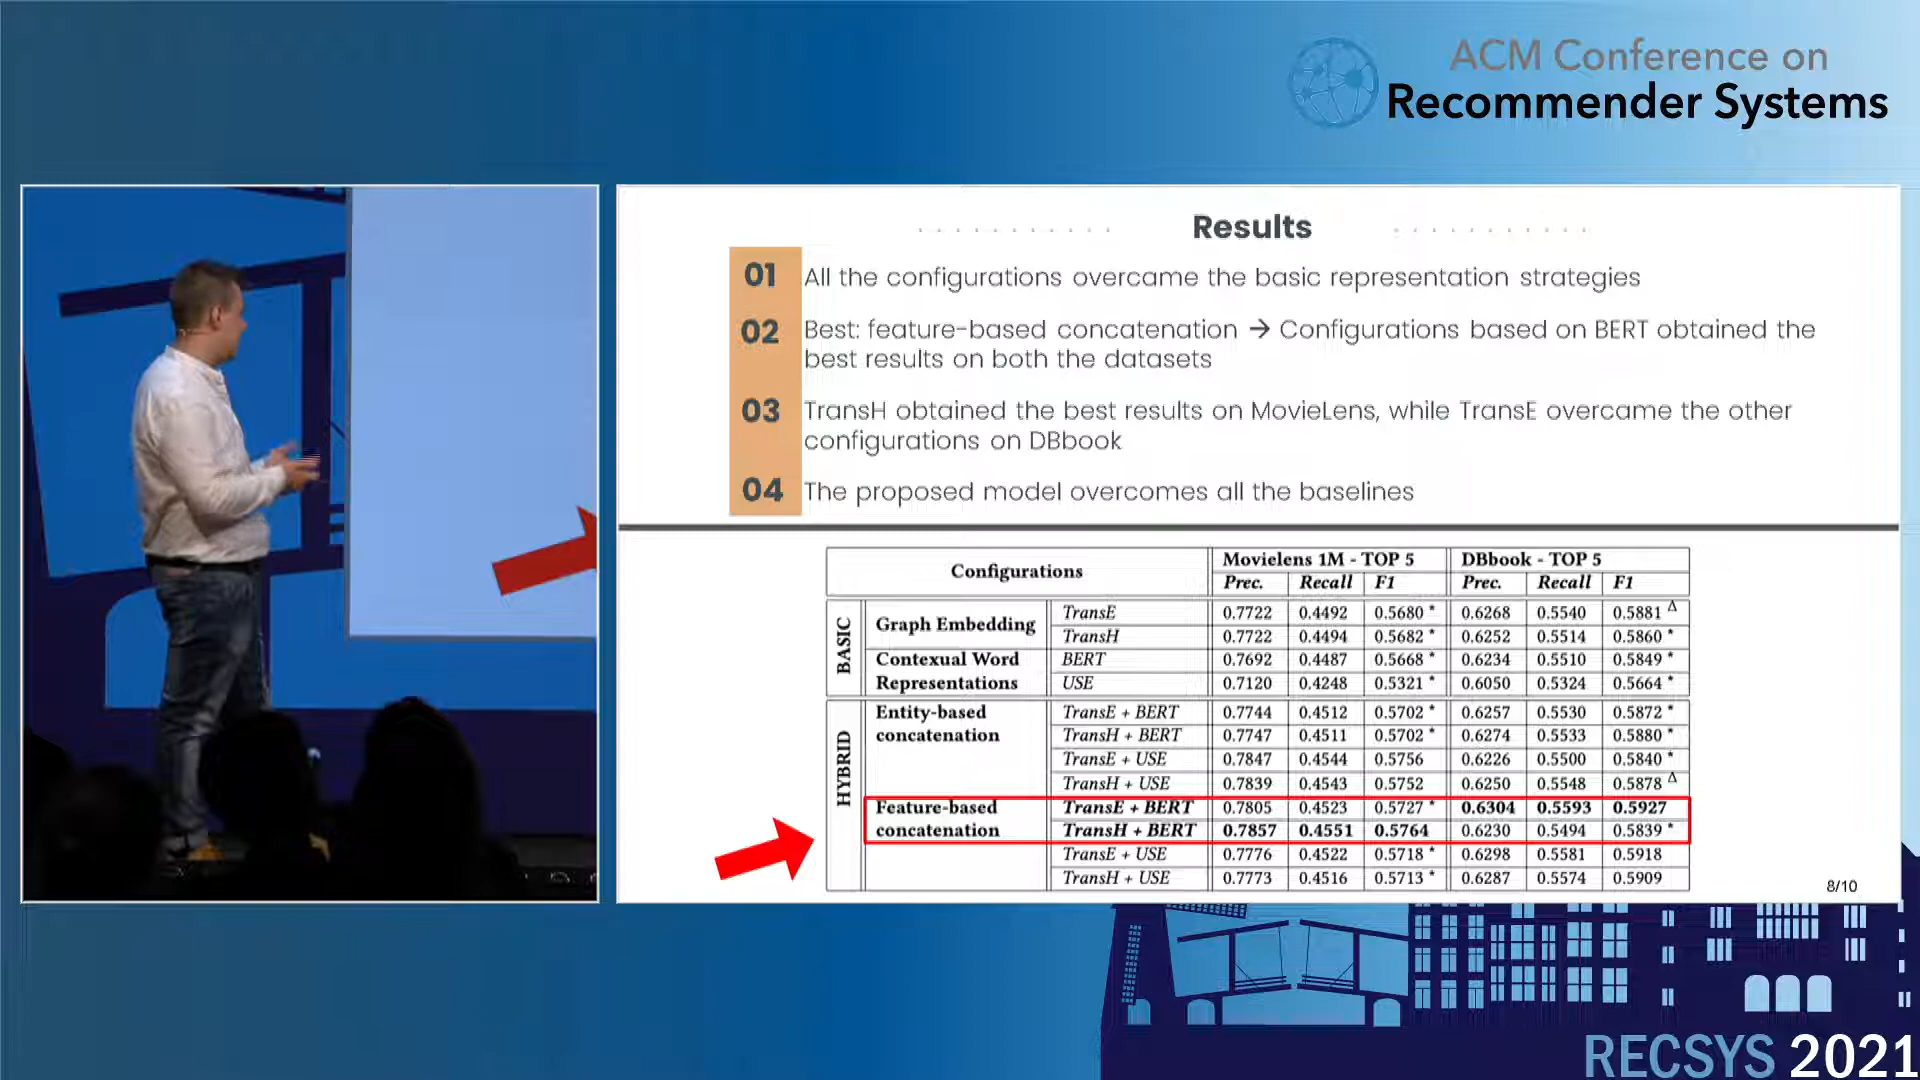 ACM Conference on
Recommender Systems
Results
01 All the configurations overcame the basic representation strategies
02 Best: feature-based concatenation → Configurations based on BERT obtained the
best results on both the datasets
03 TransH obtained the best results on MovieLens, while TransE overcame the other
configurations on DBbook
04 The proposed model overcomes all the baselines
Configurations Movielens 1M - TOP 5 DBbook - TOP 5
Prec. Recall F1 Prec. Recall F1
BASIC
Graph Embedding TransE 0.7722 0.4492 0.5680 * 0.6268 0.5540 0.5881 Δ
TransH 0.7722 0.4494 0.5682 * 0.6252 0.5514 0.5860 *
Contexual Word BERT 0.7692 0.4487 0.5668 * 0.6234 0.5510 0.5849 *
Representations USE 0.7120 0.4248 0.5321 * 0.6050 0.5324 0.5664 *
HYBRID
Entity-based TransE + BERT 0.7744 0.4512 0.5702 * 0.6257 0.5530 0.5872 *
concatenation TransH + BERT 0.7747 0.4511 0.5702 * 0.6274 0.5533 0.5880 *
TransE + USE 0.7847 0.4544 0.5756 0.6226 0.5500 0.5840 *
TransH + USE 0.7839 0.4543 0.5752 0.6250 0.5548 0.5878 Δ
Feature-based TransE + BERT 0.7805 0.4523 0.5727 * 0.6304 0.5593 0.5927
concatenation TransH + BERT 0.7857 0.4551 0.5764 0.6230 0.5494 0.5839 *
TransE + USE 0.7776 0.4522 0.5718 * 0.6298 0.5581 0.5918
TransH + USE 0.7773 0.4516 0.5713 * 0.6287 0.5574 0.5909
8/10
RECSYS 2021